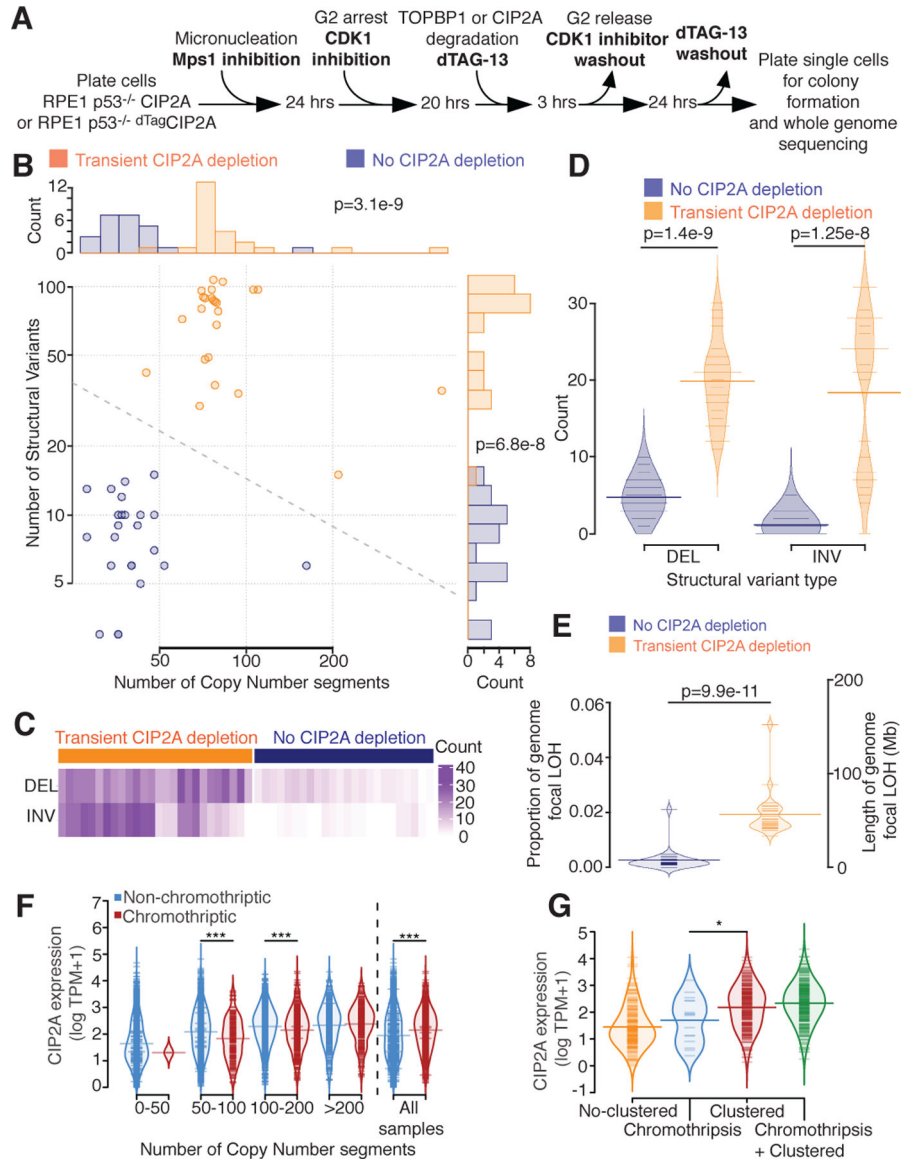 A
Plate cells
RPE1 p53-/- CIP2A
or RPE1 p53-/- dTagCIP2A
Micronucleation
Mps1 inhibition
24 hrs
G2 arrest
CDK1
inhibition
20 hrs
TOPBP1 or CIP2A
degradation
dTAG-13
3 hrs
G2 release
CDK1 inhibitor
washout
24 hrs
dTAG-13
washout
Plate single cells
for colony
formation
and whole genome
sequencing
B
Transient CIP2A depletion
No CIP2A depletion
Count
12
6
0
p=3.1e-9
Number of Structural Variants
100
50
20
10
5
50
100
200
Number of Copy Number segments
p=6.8e-8
0
4
8
Count
C
Transient CIP2A depletion
No CIP2A depletion
DEL
INV
Count
40
30
20
10
0
D
No CIP2A depletion
Transient CIP2A depletion
p=1.4e-9
p=1.25e-8
Count
30
20
10
0
DEL
INV
Structural variant type
E
No CIP2A depletion
Transient CIP2A depletion
p=9.9e-11
Proportion of genome
focal LOH
0.06
0.04
0.02
0.00
200
100
0
Length of genome
focal LOH (Mb)
F
Non-chromothriptic
Chromothriptic
CIP2A expression
(log TPM+1)
7
6
5
4
3
2
1
0
***
***
***
0-50
50-100
100-200
>200
All
samples
Number of Copy Number segments
G
CIP2A expression
(log TPM+1)
5
4
3
2
1
0
-1
*
No-clustered
Chromothripsis
Clustered
Chromothripsis
+ Clustered